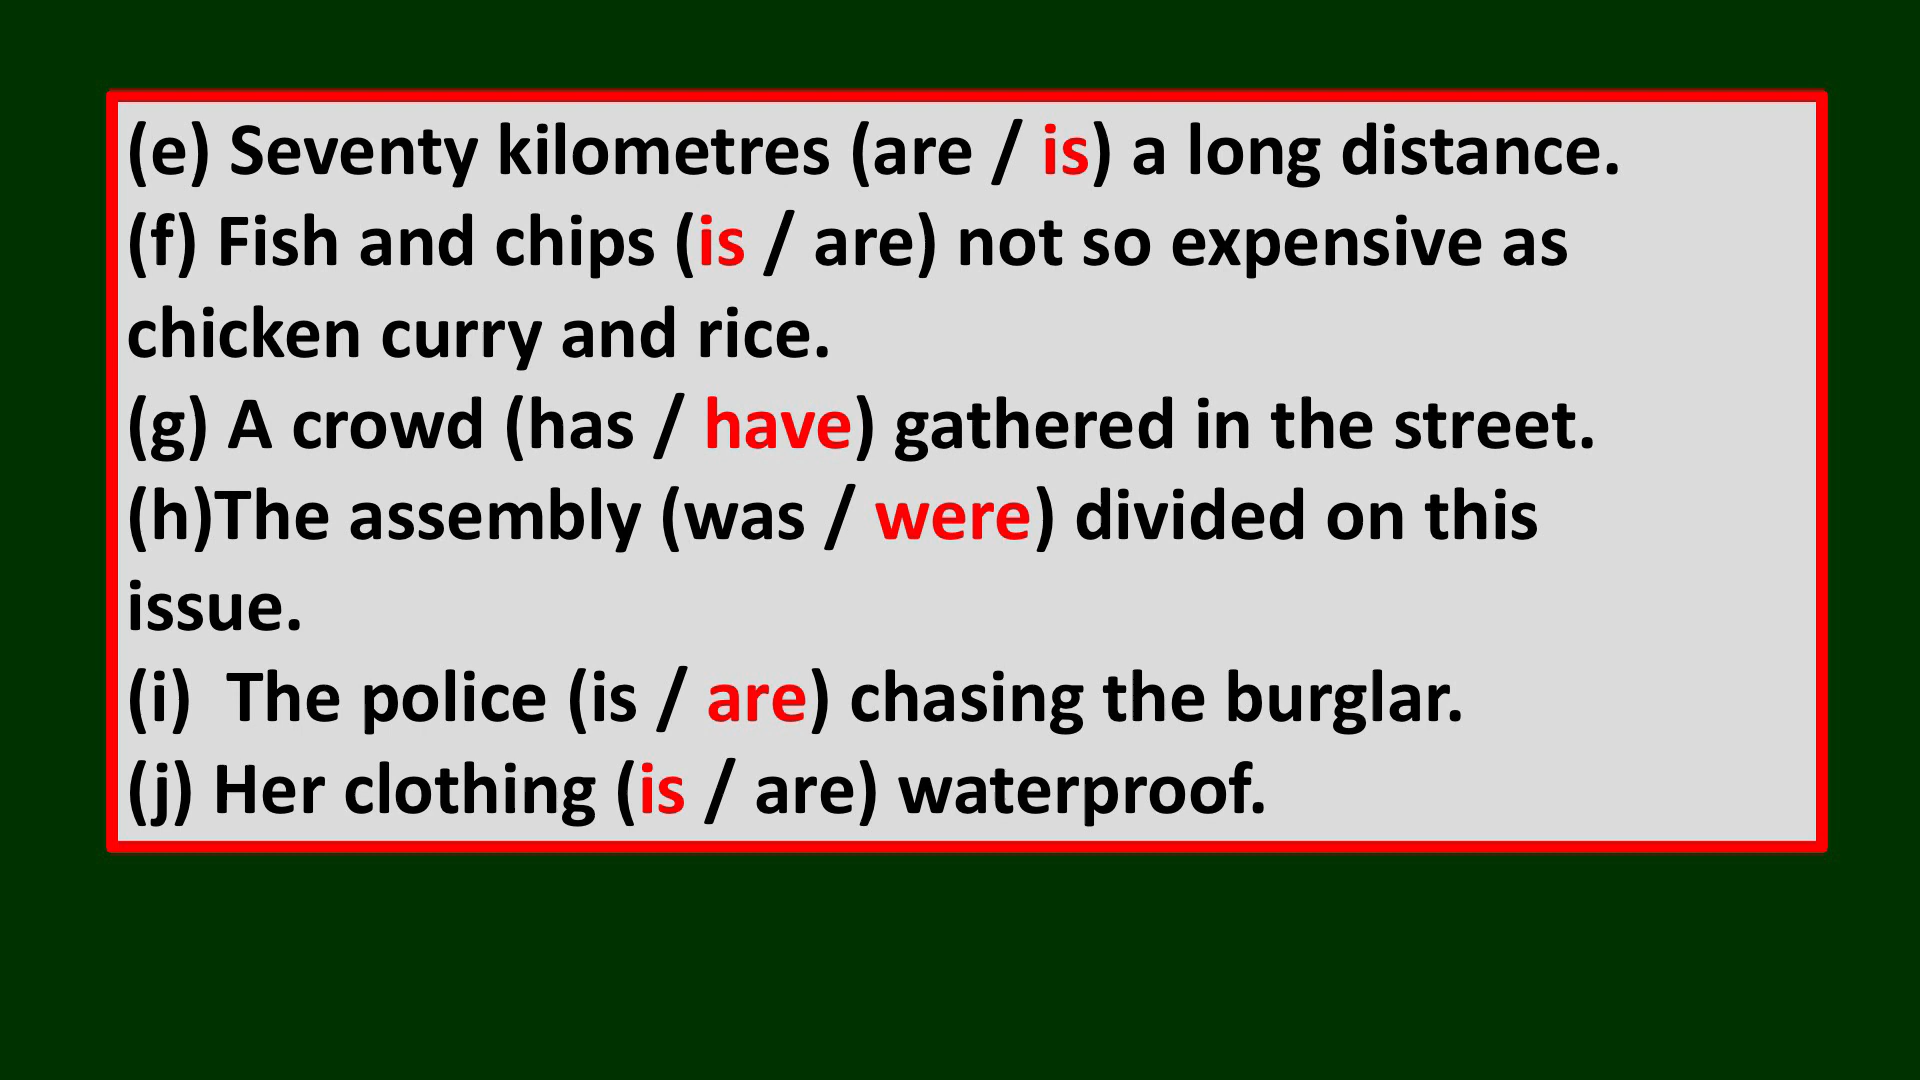 (e) Seventy kilometres (are / is) a long distance.
(f) Fish and chips (is / are) not so expensive as
chicken curry and rice.
(g) A crowd (has / have) gathered in the street.
(h)The assembly (was / were) divided on this
issue.
(i)  The police (is / are) chasing the burglar.
(j) Her clothing (is / are) waterproof.